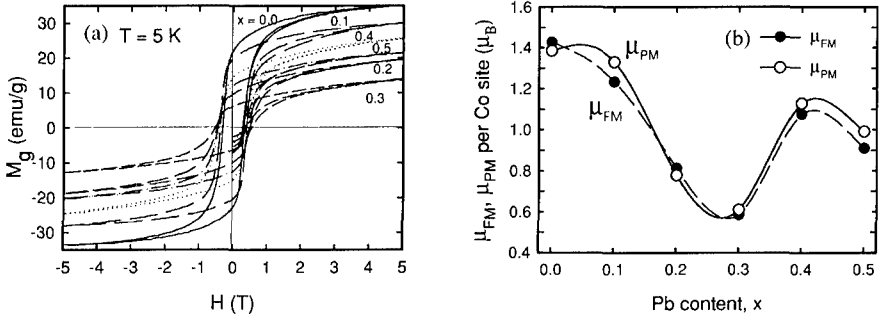 (a)
T = 5 K
x = 0.0
0.1
0.4
0.5
0.2
0.3
30
20
10
0
-10
-20
-30
M_g (emu/g)
-5 -4 -3 -2 -1 0 1 2 3 4 5
H (T)
(b)
μ_FM
μ_PM
μ_PM
μ_FM
1.6
1.4
1.2
1.0
0.8
0.6
0.4
μ_FM, μ_PM per Co site (μ_B)
0.0 0.1 0.2 0.3 0.4 0.5
Pb content, x